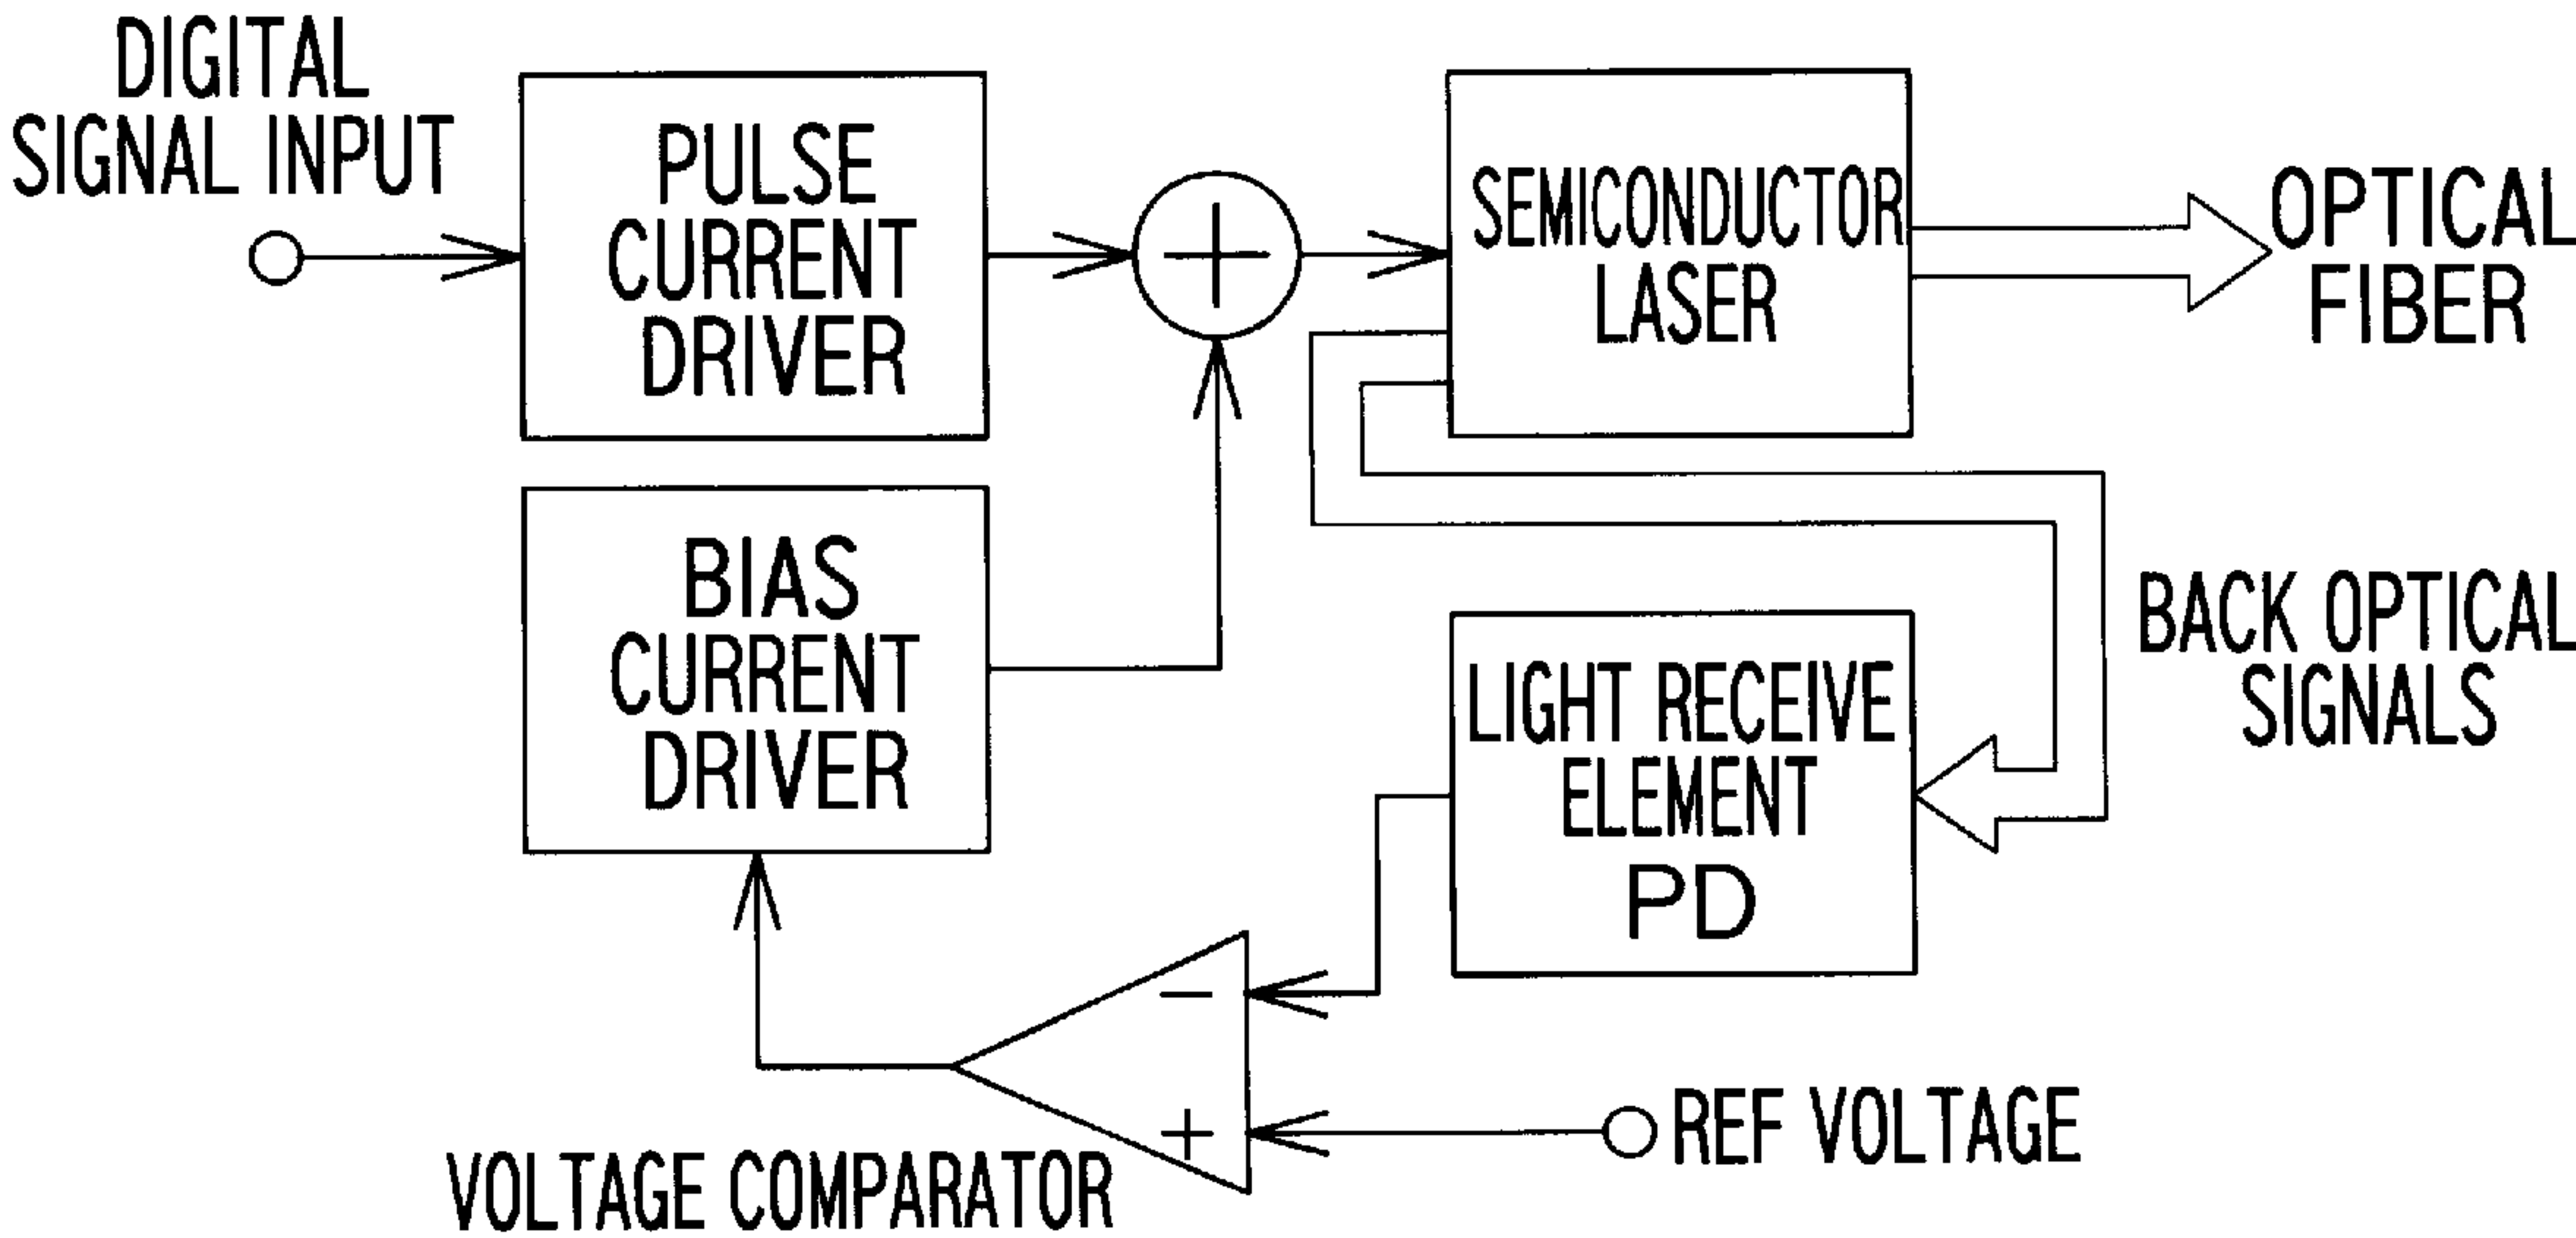 DIGITAL
SIGNAL INPUT
PULSE
CURRENT
DRIVER
+
SEMICONDUCTOR
LASER
OPTICAL
FIBER
BIAS
CURRENT
DRIVER
BACK OPTICAL
SIGNALS
LIGHT RECEIVE
ELEMENT
PD
−
+
REF VOLTAGE
VOLTAGE COMPARATOR